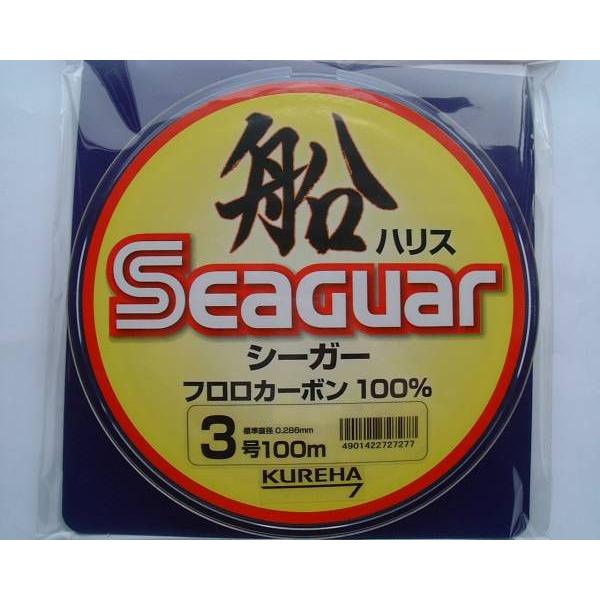 船
ハリス
Seaguar
シーガー
フロロカーボン 100%
3号100m
標準直径 0.286mm
4901422727277
KUREHA